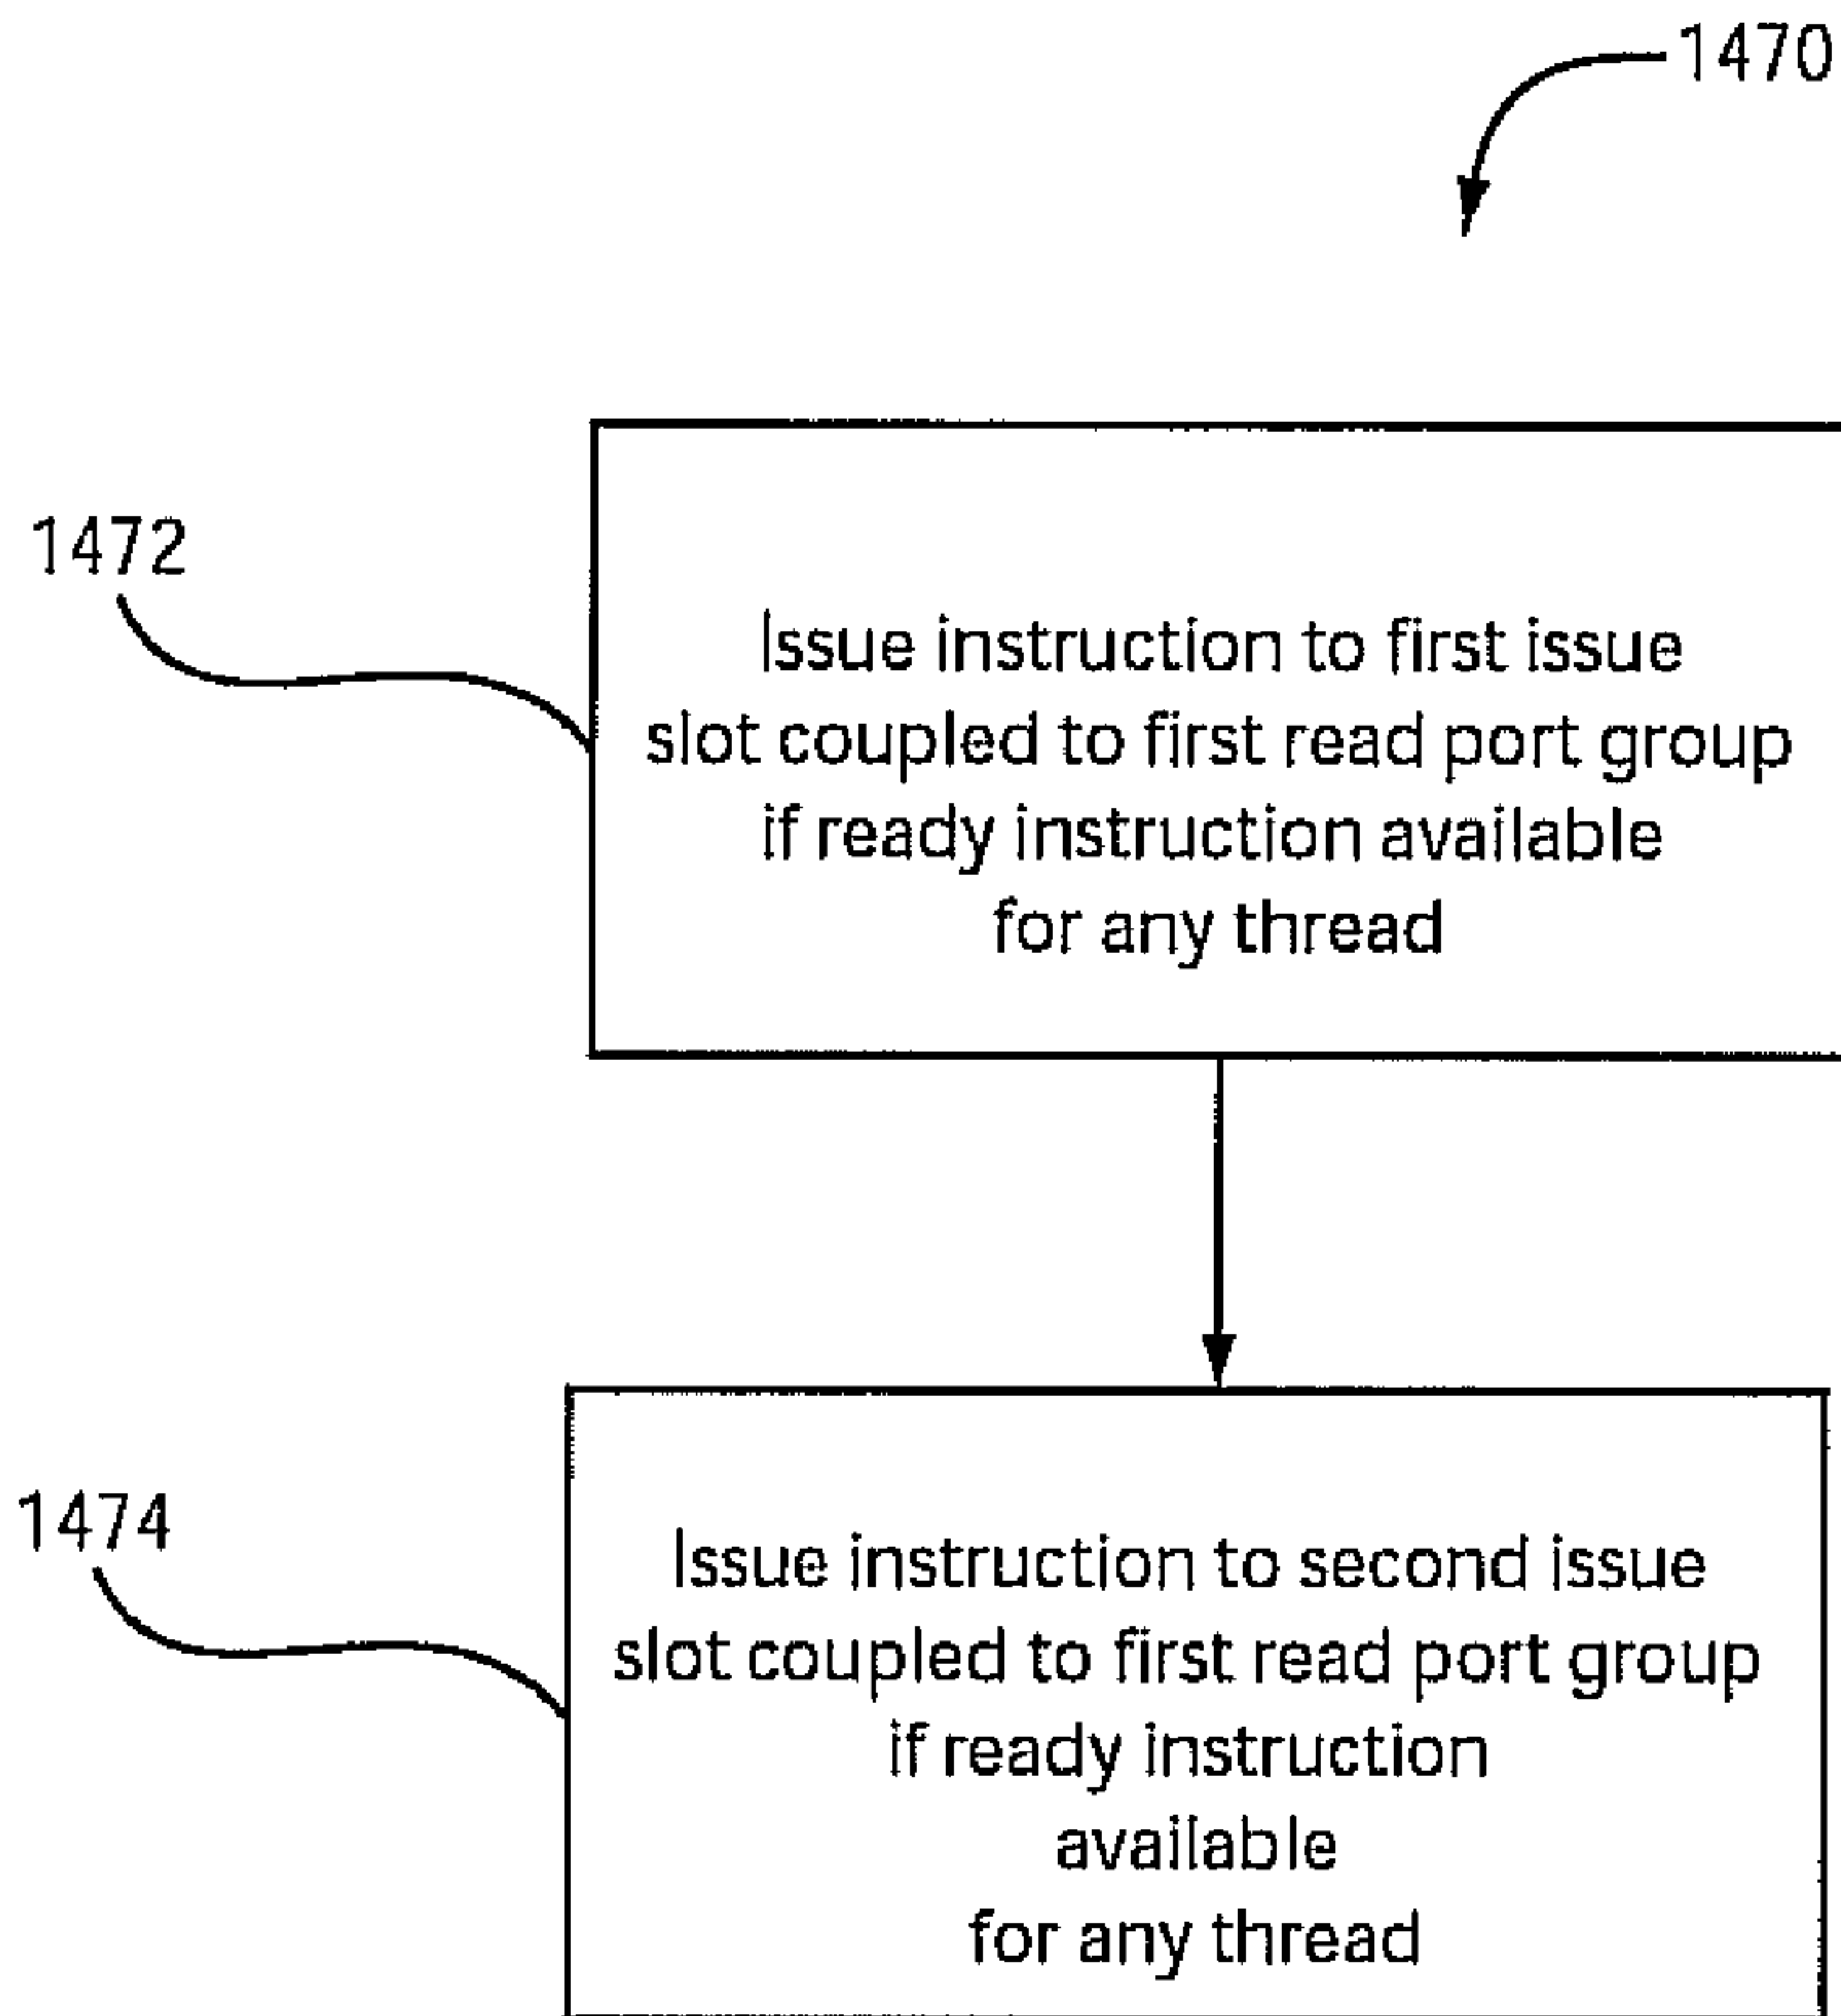 1470
1472
Issue instruction to first issue
slot coupled to first read port group
if ready instruction available
for any thread
1474
Issue instruction to second issue
slot coupled to first read port group
if ready instruction
available
for any thread